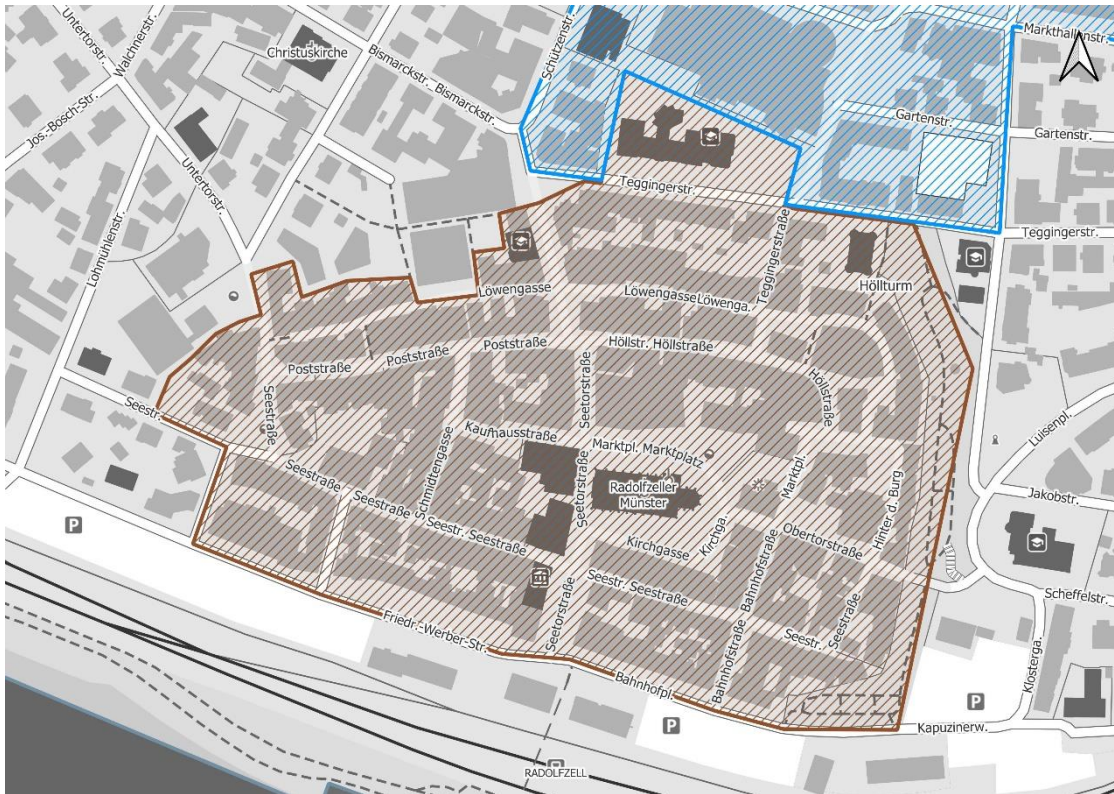 Untertorstr.
Walchnerstr.
Christuskirche
Schützenstr.
Markthallenstr.
Bismarckstr. Bismarckstr.
Jos.-Bosch-Str.
Gartenstr.
Gartenstr.
Untertorstr.
Teggingerstr.
Teggingerstr.
Lohmühlenstr.
Teggingerstraße
Höllturm
Löwengasse
Löwengasse Löwenga.
Poststraße
Poststraße
Poststraße
Höllstr. Höllstraße
Seestraße
Seetorstraße
Höllstraße
Seestr.
Luisenpl.
Kaufhausstraße
Marktpl. Marktplatz
Schmidtengasse
Radolfzeller
Münster
Marktpl.
Seestraße
Seestraße
Seestr. Seestraße
Seetorstraße
Hinter d. Burg
Jakobstr.
P
Kirchgasse
Kirchga.
Obertorstraße
Seestr. Seestraße
Bahnhofstraße
Bahnhofstraße
Seestr.
Seestraße
Scheffelstr.
Friedr.-Werber-Str.
Seetorstraße
Klosterga.
Bahnhofpl.
P
P
Kapuzinerw.
RADOLFZELL